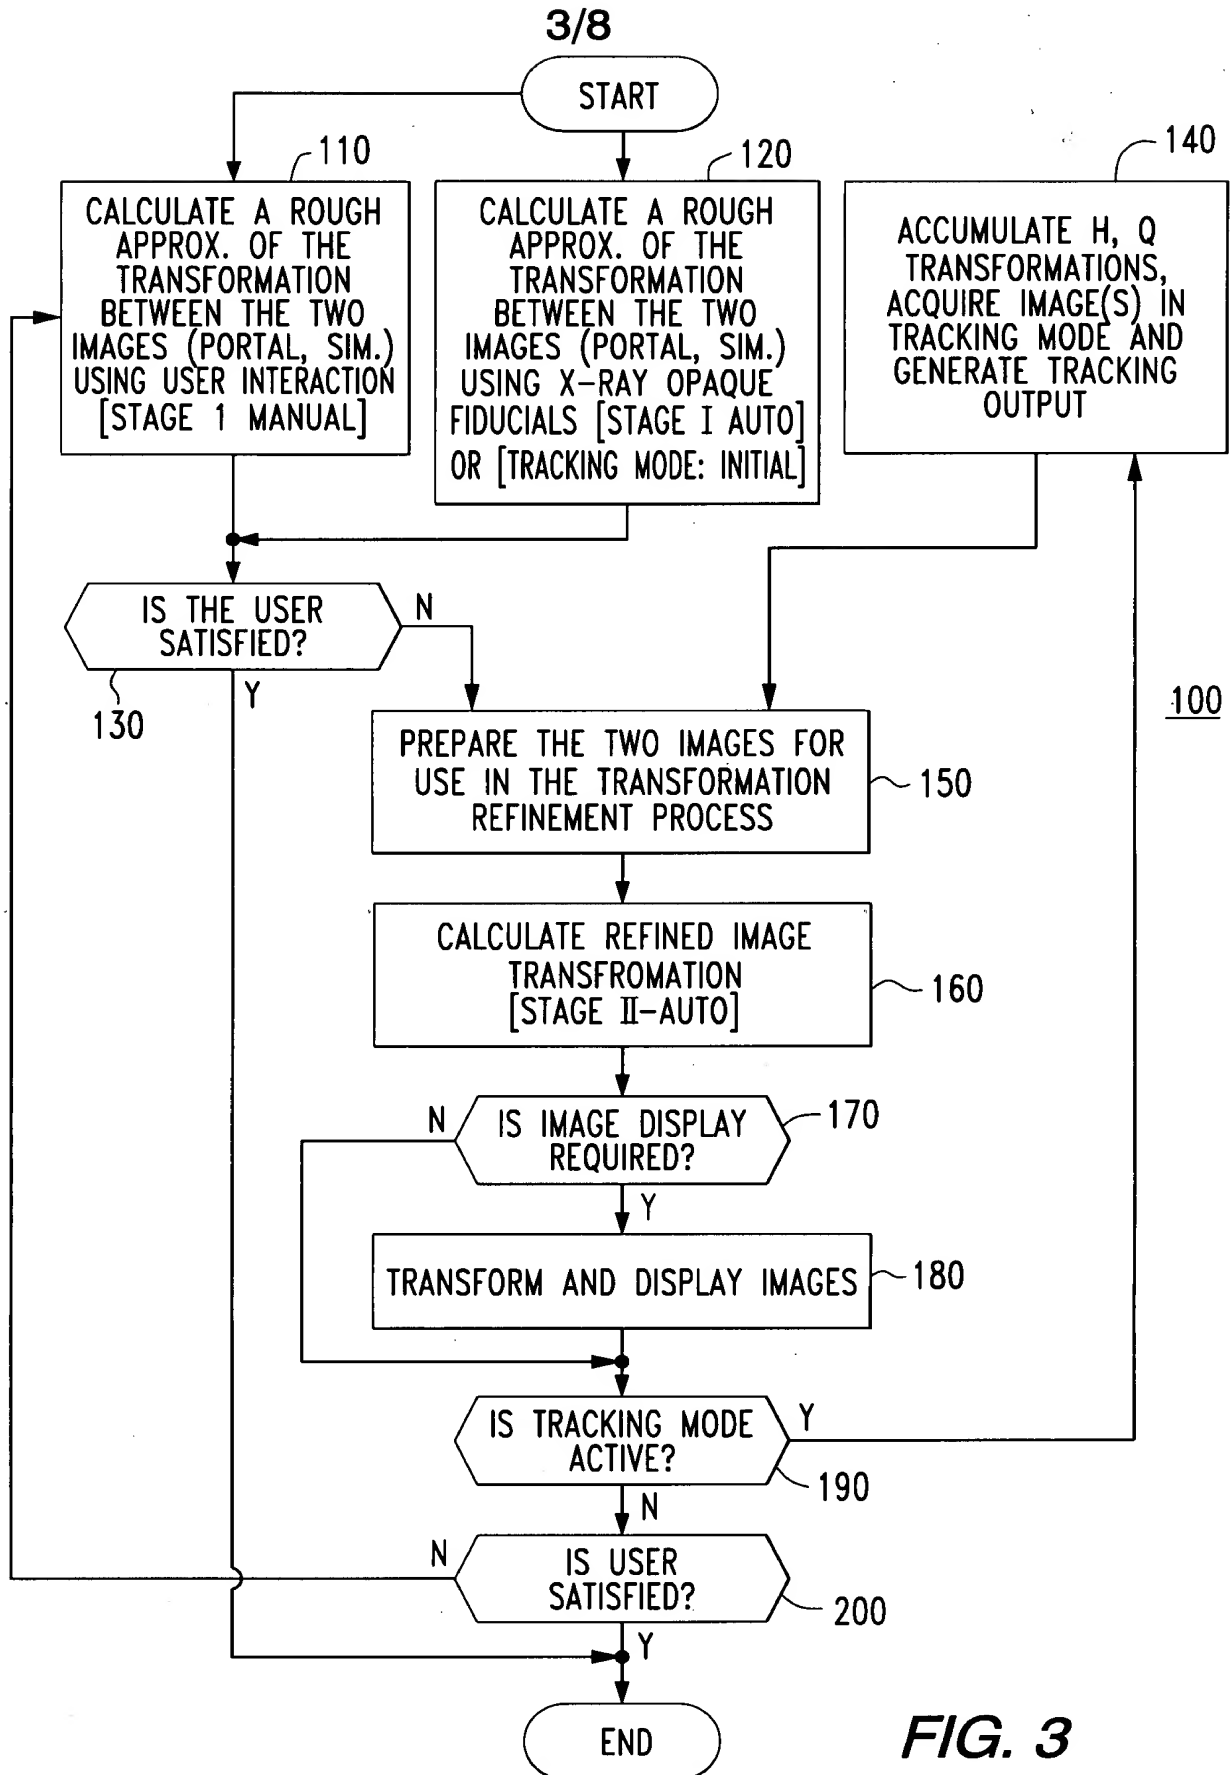 3/8
START
110
CALCULATE A ROUGH
APPROX. OF THE
TRANSFORMATION
BETWEEN THE TWO
IMAGES (PORTAL, SIM.)
USING USER INTERACTION
[STAGE 1 MANUAL]
120
CALCULATE A ROUGH
APPROX. OF THE
TRANSFORMATION
BETWEEN THE TWO
IMAGES (PORTAL, SIM.)
USING X-RAY OPAQUE
FIDUCIALS [STAGE I AUTO]
OR [TRACKING MODE: INITIAL]
140
ACCUMULATE H, Q
TRANSFORMATIONS,
ACQUIRE IMAGE(S) IN
TRACKING MODE AND
GENERATE TRACKING
OUTPUT
IS THE USER
SATISFIED?
N
Y
130
100
PREPARE THE TWO IMAGES FOR
USE IN THE TRANSFORMATION
REFINEMENT PROCESS
150
CALCULATE REFINED IMAGE
TRANSFROMATION
[STAGE II-AUTO]
160
N
IS IMAGE DISPLAY
REQUIRED?
170
Y
TRANSFORM AND DISPLAY IMAGES
180
IS TRACKING MODE
ACTIVE?
Y
190
N
N
IS USER
SATISFIED?
200
Y
END
FIG. 3